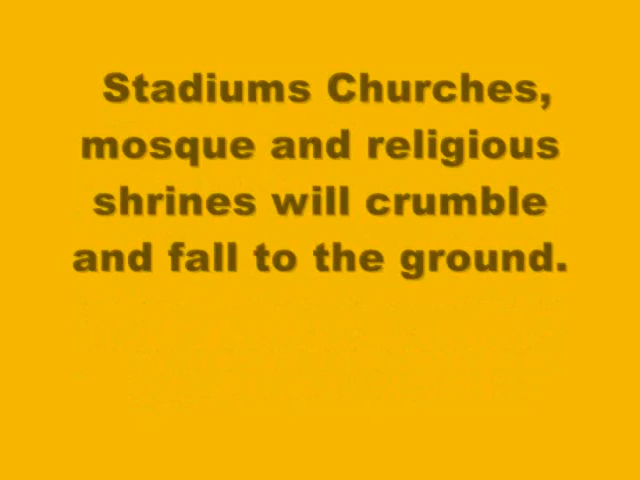 Stadiums Churches,
mosque and religious
shrines will crumble
and fall to the ground.